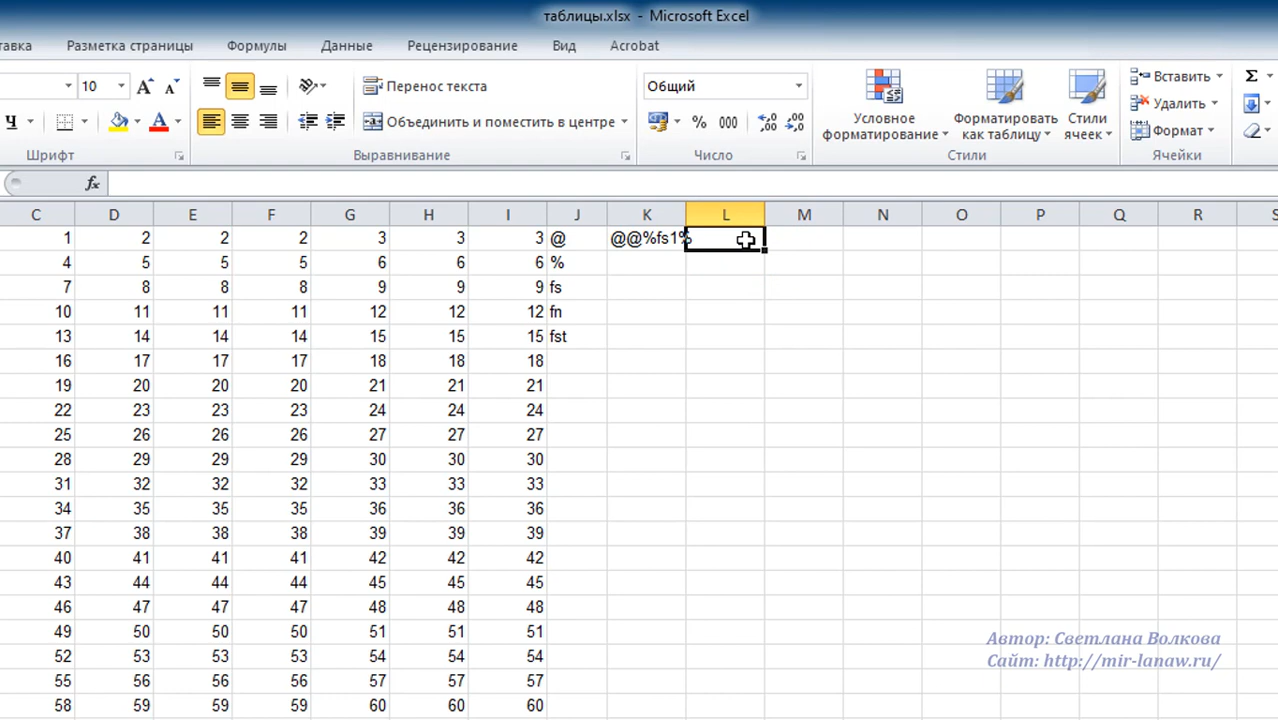 таблицы.xlsx - Microsoft Excel
тавка Разметка страницы Формулы Данные Рецензирование Вид Acrobat
10 A A Перенос текста Общий Вставить Σ
Ч А Объединить и поместить в центре % 000 Условное форматирование Форматировать как таблицу Стили ячеек Удалить
Формат
Шрифт Выравнивание Число Стили Ячейки
fx
C D E F G H I J K L M N O P Q R S
1 2 2 2 3 3 3 @ @@%fs1%
4 5 5 5 6 6 6 %
7 8 8 8 9 9 9 fs
10 11 11 11 12 12 12 fn
13 14 14 14 15 15 15 fst
16 17 17 17 18 18 18
19 20 20 20 21 21 21
22 23 23 23 24 24 24
25 26 26 26 27 27 27
28 29 29 29 30 30 30
31 32 32 32 33 33 33
34 35 35 35 36 36 36
37 38 38 38 39 39 39
40 41 41 41 42 42 42
43 44 44 44 45 45 45
46 47 47 47 48 48 48
49 50 50 50 51 51 51
52 53 53 53 54 54 54
55 56 56 56 57 57 57
58 59 59 59 60 60 60
Автор: Светлана Волкова
Сайт: http://mir-lanaw.ru/